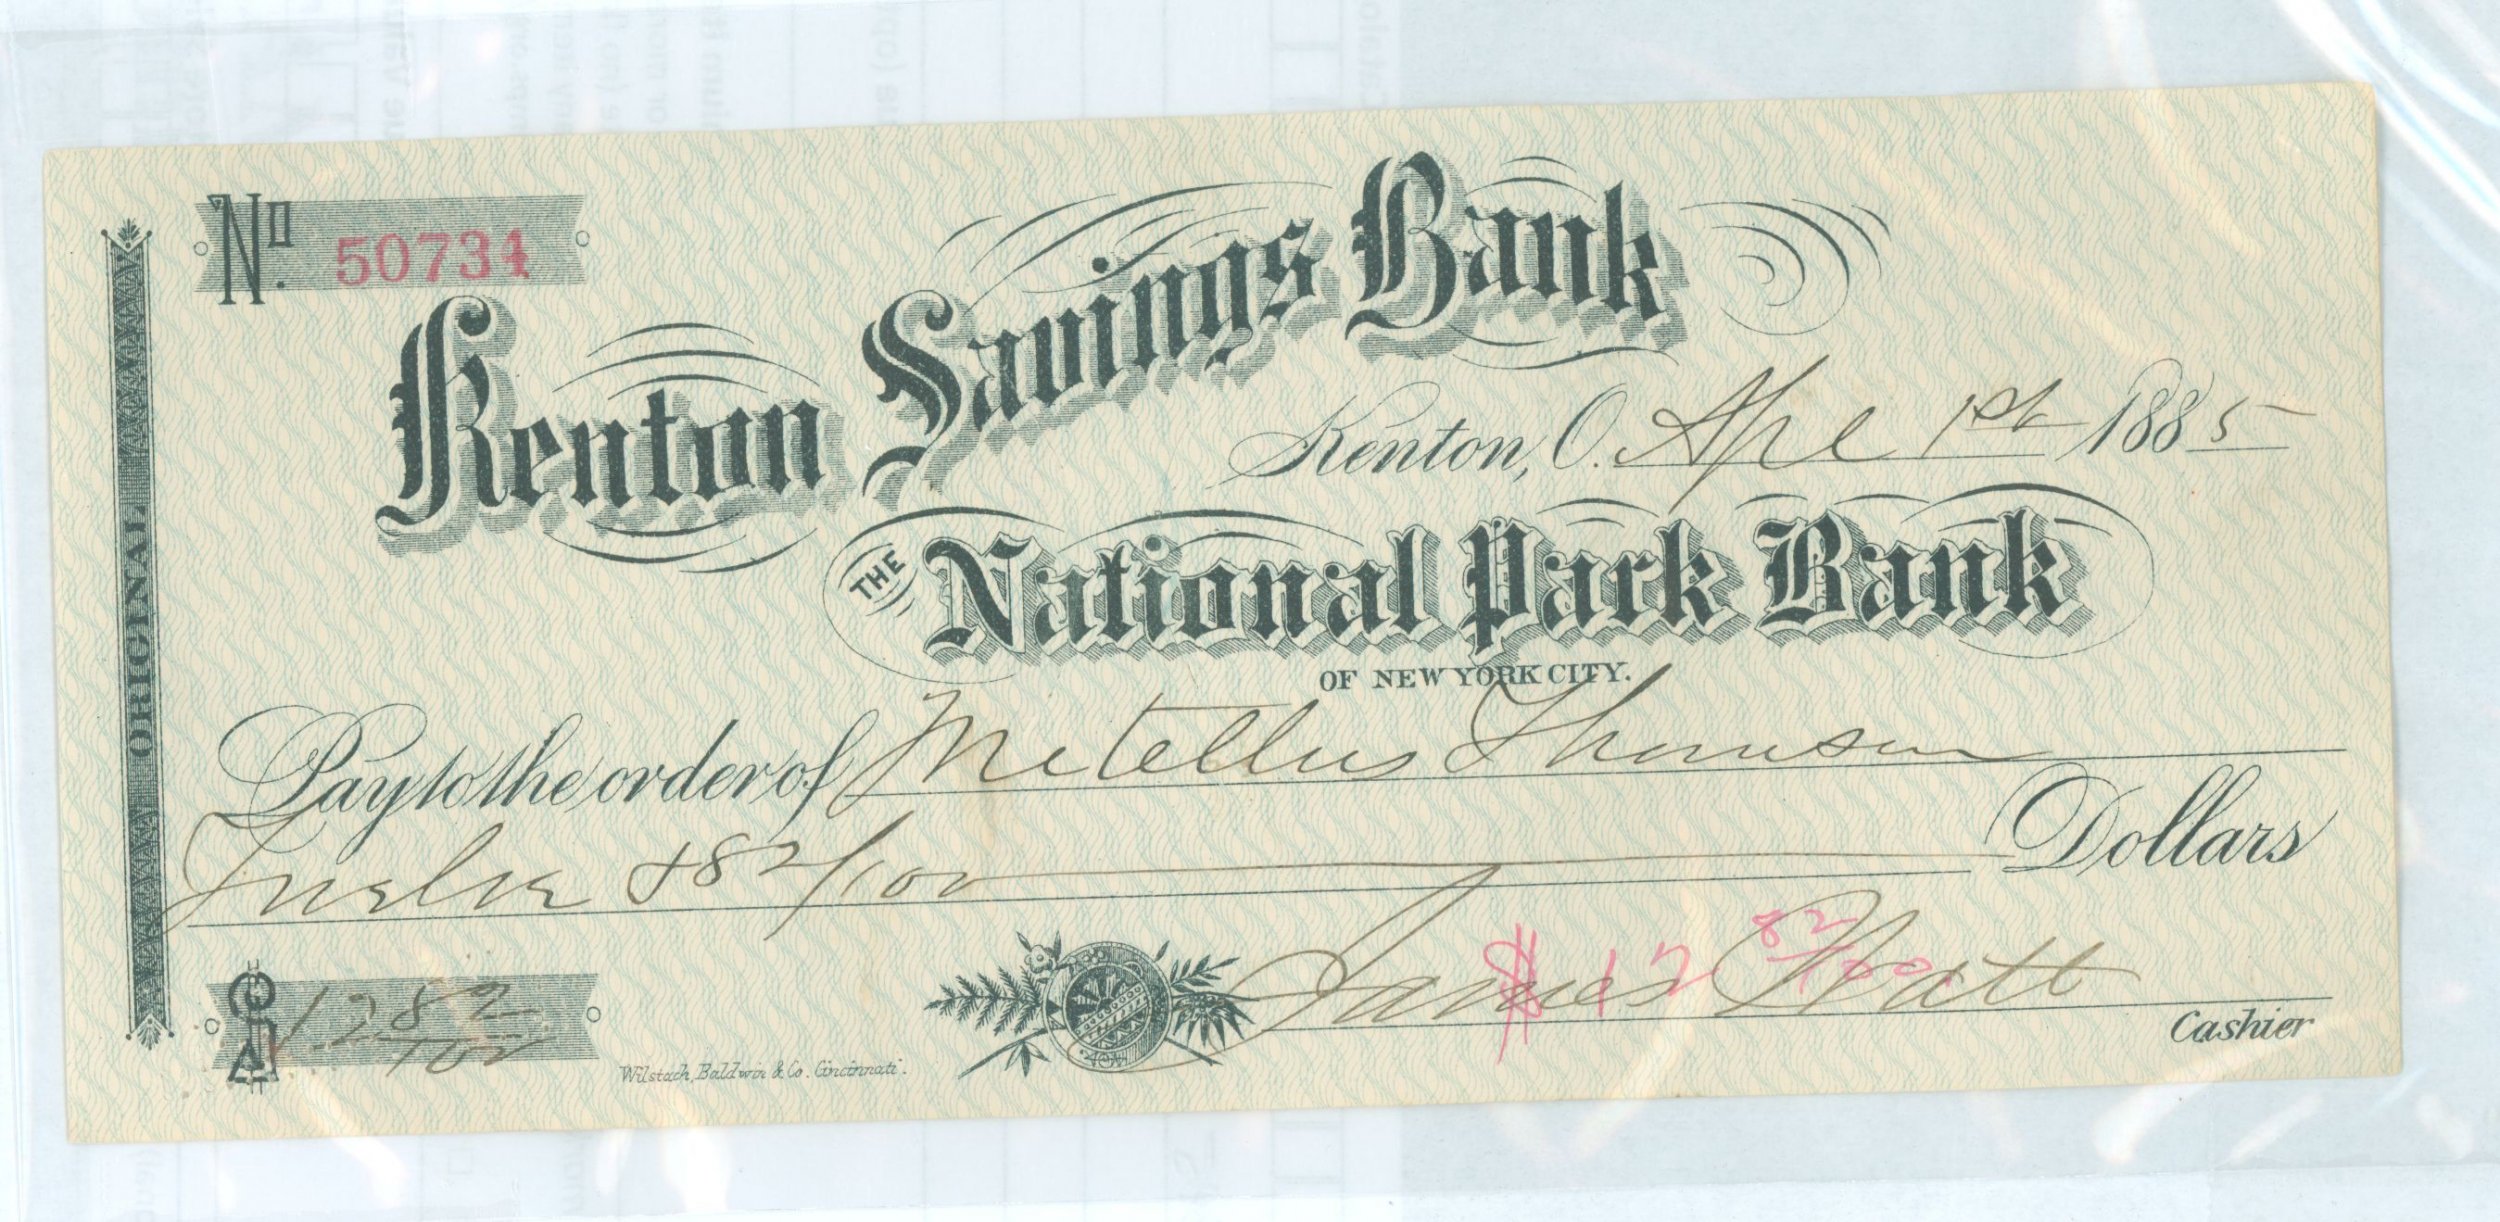 No. 50734
Kenton Savings Bank
Kenton, O. Apl 1st 1885
THE National Park Bank
OF NEW YORK CITY.
Pay to the order of Metellus Thomson
Twelve & 82/100 Dollars
$12 82/100
$ 12 82/100
James Watt
Cashier
Wilstach, Baldwin & Co. Cincinnati.
ORIGINAL